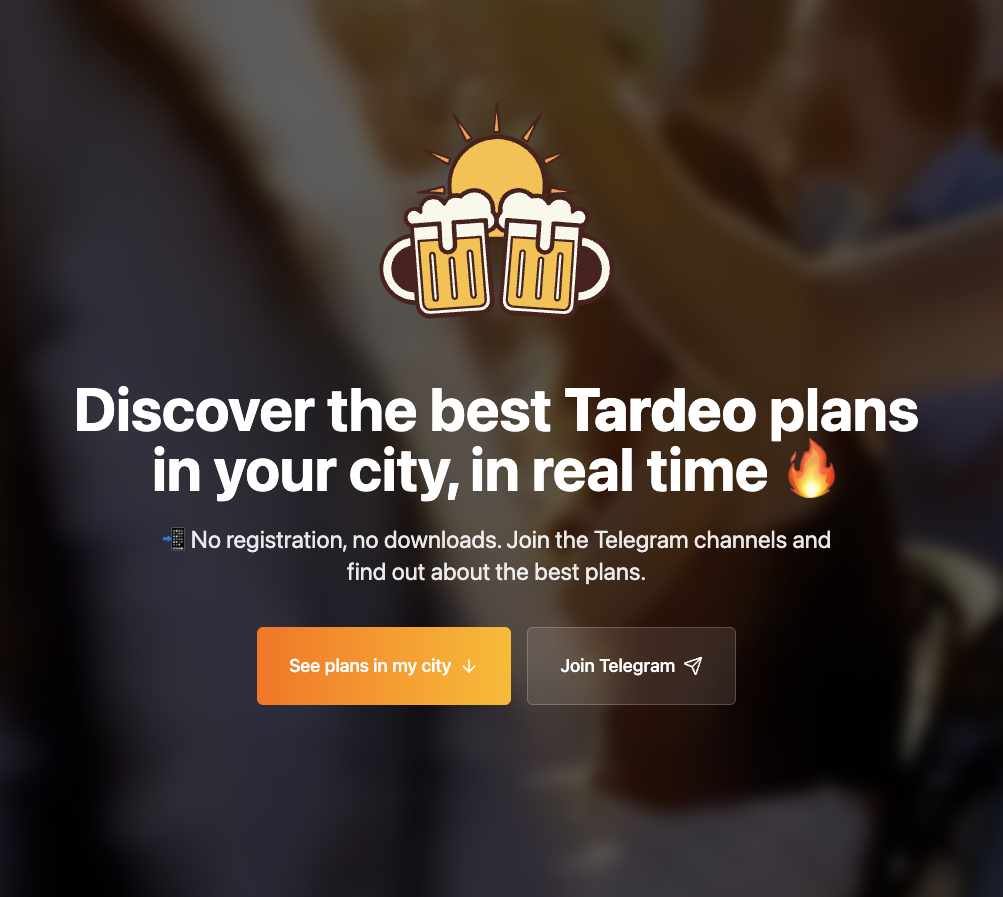 Discover the best Tardeo plans
in your city, in real time 🔥
📲 No registration, no downloads. Join the Telegram channels and
find out about the best plans.
See plans in my city ↓
Join Telegram